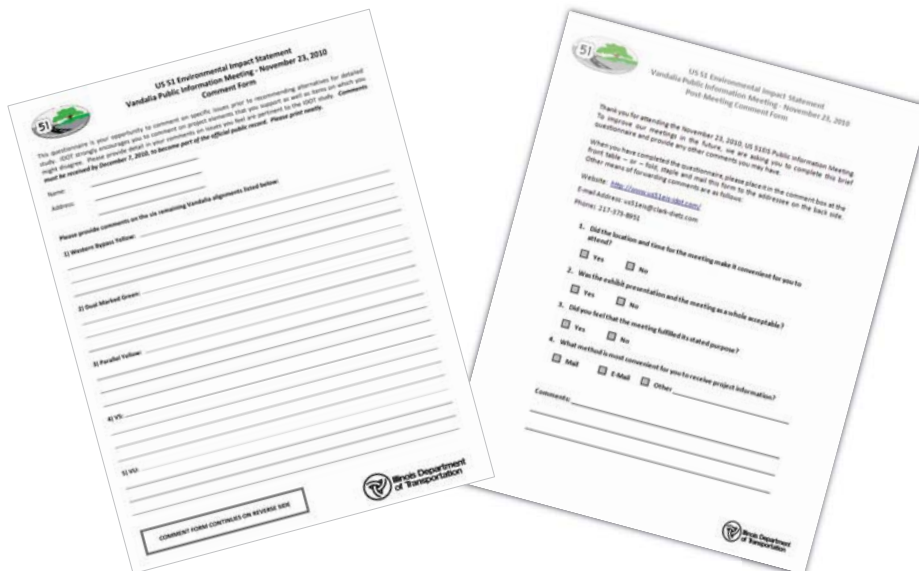 51
US 51 Environmental Impact Statement
Vandalia Public Information Meeting - November 23, 2010
Comment Form
This questionnaire is your opportunity to comment on specific issues prior to recommending alternatives for detailed
study. IDOT strongly encourages you to comment on project elements that you support as well as items on which you
might disagree. Please provide detail in your comments on issues you feel are pertinent to the IDOT study. Comments
must be received by December 7, 2010, to become part of the official public record. Please print neatly.
Name:
Address:
Please provide comments on the six remaining Vandalia alignments listed below:
1) Western Bypass Yellow:
2) Dual Marked Green:
3) Parallel Yellow:
4) V5:
5) VU:
COMMENT FORM CONTINUES ON REVERSE SIDE
Illinois Department
of Transportation
51
US 51 Environmental Impact Statement
Vandalia Public Information Meeting - November 23, 2010
Post-Meeting Comment Form
Thank you for attending the November 23, 2010, US 51 EIS Public Information Meeting.
To improve our meetings in the future, we are asking you to complete this brief
questionnaire and provide any other comments you may have.
When you have completed the questionnaire, please place it in the comment box at the
front table -- or -- fold, staple and mail this form to the addressee on the back side.
Other means of forwarding comments are as follows:
Website: http://www.us51eis-idot.com/
E-mail Address: us51eis@clark-dietz.com
Phone: 217-373-8951
1. Did the location and time for the meeting make it convenient for you to
attend?
Yes No
2. Was the exhibit presentation and the meeting as a whole acceptable?
Yes No
3. Did you feel that the meeting fulfilled its stated purpose?
Yes No
4. What method is most convenient for you to receive project information?
Mail E-Mail Other
Comments:
Illinois Department
of Transportation